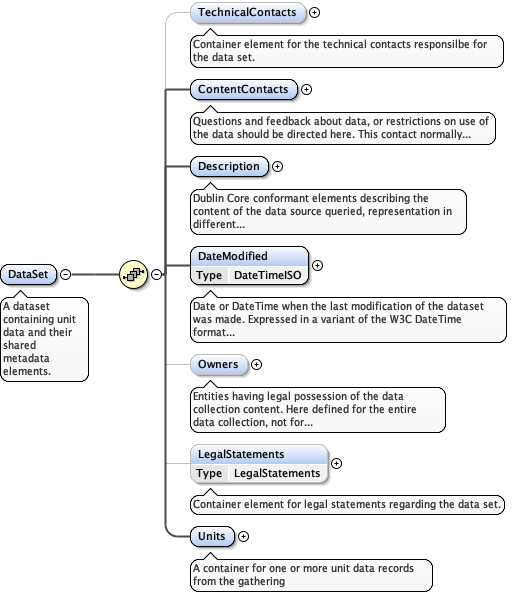 TechnicalContacts
Container element for the technical contacts responsilbe for
the data set.
ContentContacts
Questions and feedback about data, or restrictions on use of
the data should be directed here. This contact normally...
Description
Dublin Core conformant elements describing the
content of the data source queried, representation in
different...
DataSet
A dataset
containing unit
data and their
shared
metadata
elements.
DateModified
Type DateTimeISO
Date or DateTime when the last modification of the dataset
was made. Expressed in a variant of the W3C DateTime
format...
Owners
Entities having legal possession of the data
collection content. Here defined for the entire
data collection, not for...
LegalStatements
Type LegalStatements
Container element for legal statements regarding the data set.
Units
A container for one or more unit data records
from the gathering